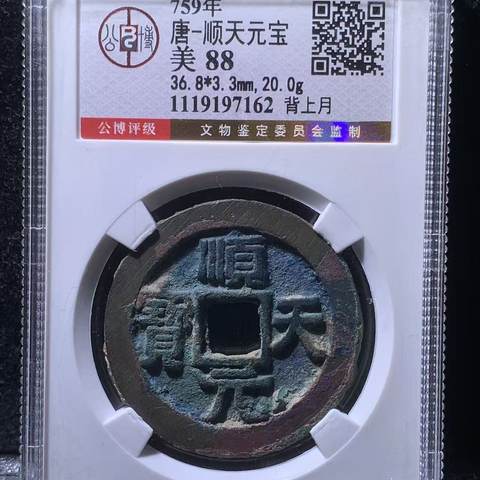 759年
唐-顺天元宝
美 88
36.8*3.3mm,20.0g
1119197162 背上月
公博
公博评级
文物鉴定委员会监制
順
天
元
寶